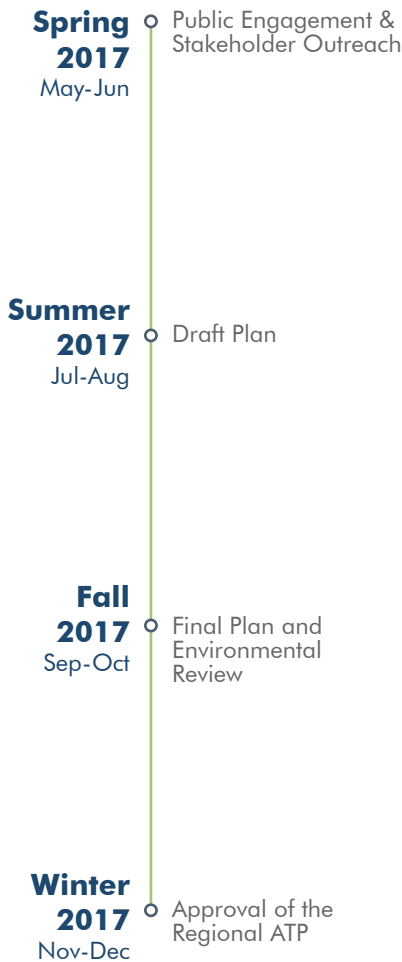 Spring
2017
May-Jun
Public Engagement &
Stakeholder Outreach
Summer
2017
Jul-Aug
Draft Plan
Fall
2017
Sep-Oct
Final Plan and
Environmental
Review
Winter
2017
Nov-Dec
Approval of the
Regional ATP